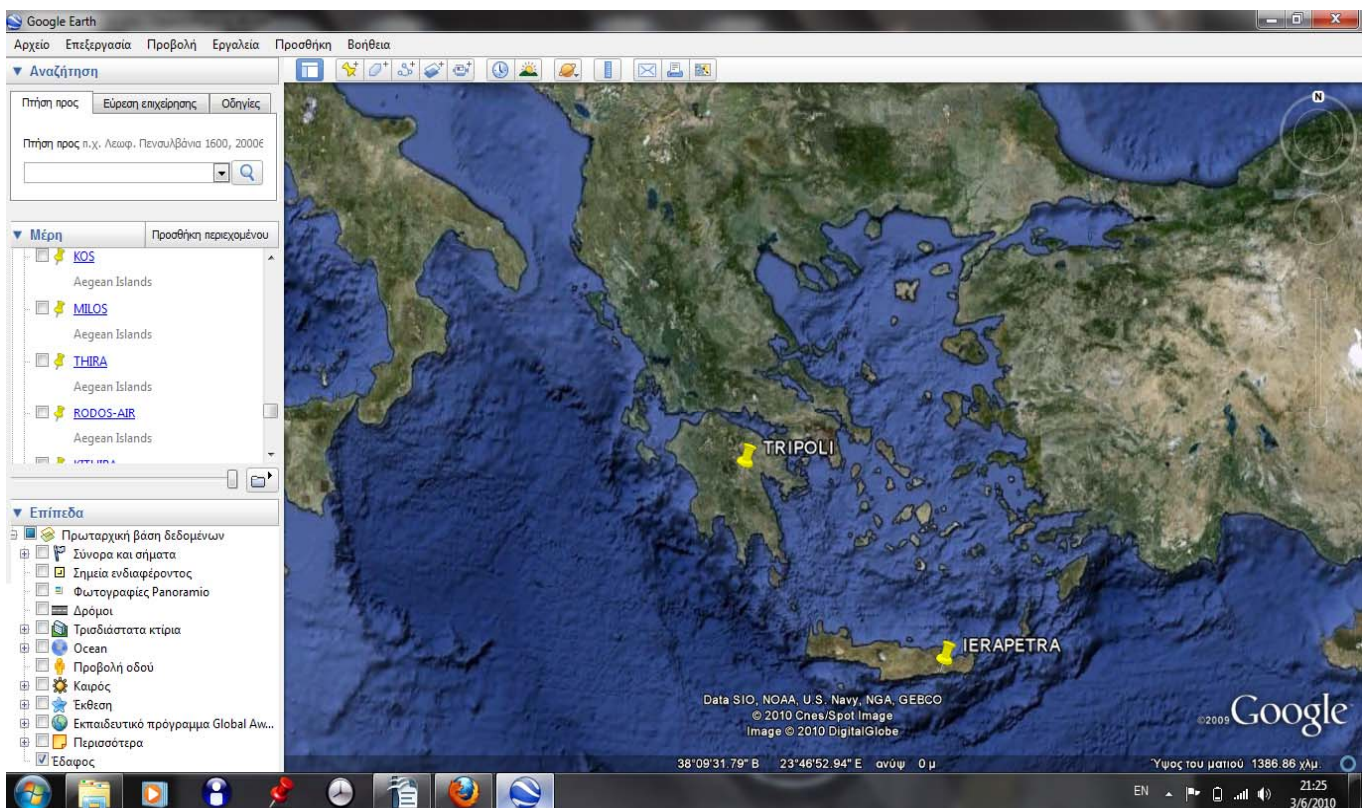 Google Earth
Αρχείο Επεξεργασία Προβολή Εργαλεία Προσθήκη Βοήθεια
Αναζήτηση
Πτήση προς Εύρεση επιχείρησης Οδηγίες
Πτήση προς π.χ. Λεωφ. Πενσυλβάνια 1600, 20006
Μέρη Προσθήκη περιεχομένου
KOS
Aegean Islands
MILOS
Aegean Islands
THIRA
Aegean Islands
RODOS-AIR
Aegean Islands
KITHIRA
Επίπεδα
Πρωταρχική βάση δεδομένων
Σύνορα και σήματα
Σημεία ενδιαφέροντος
Φωτογραφίες Panoramio
Δρόμοι
Τρισδιάστατα κτίρια
Ocean
Προβολή οδού
Καιρός
Έκθεση
Εκπαιδευτικό πρόγραμμα Global Aw...
Περισσότερα
Έδαφος
N
TRIPOLI
IERAPETRA
Data SIO, NOAA, U.S. Navy, NGA, GEBCO
© 2010 Cnes/Spot Image
Image © 2010 DigitalGlobe
©2009 Google
38°09'31.79" Β 23°46'52.94" Ε ανύψ 0 μ
Ύψος του ματιού 1386.86 χλμ.
EN
21:25
3/6/2010